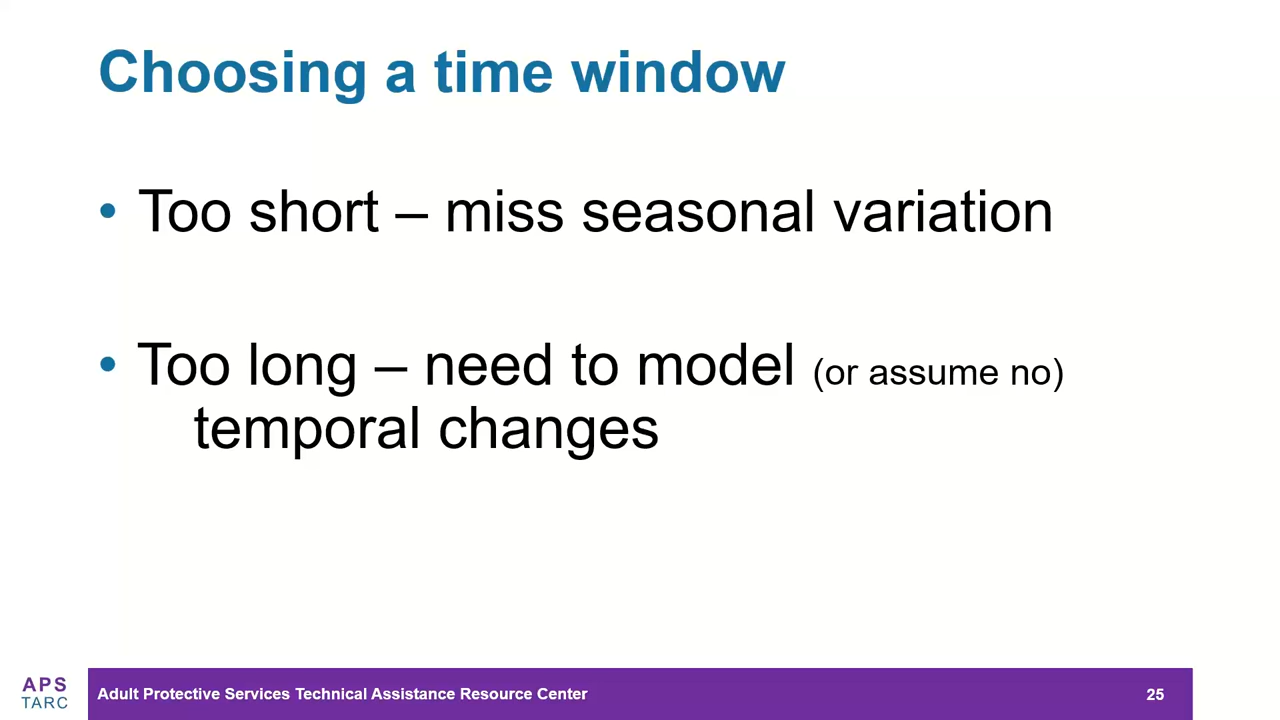 Choosing a time window
• Too short – miss seasonal variation
• Too long – need to model (or assume no)
temporal changes
APS
TARC
Adult Protective Services Technical Assistance Resource Center
25